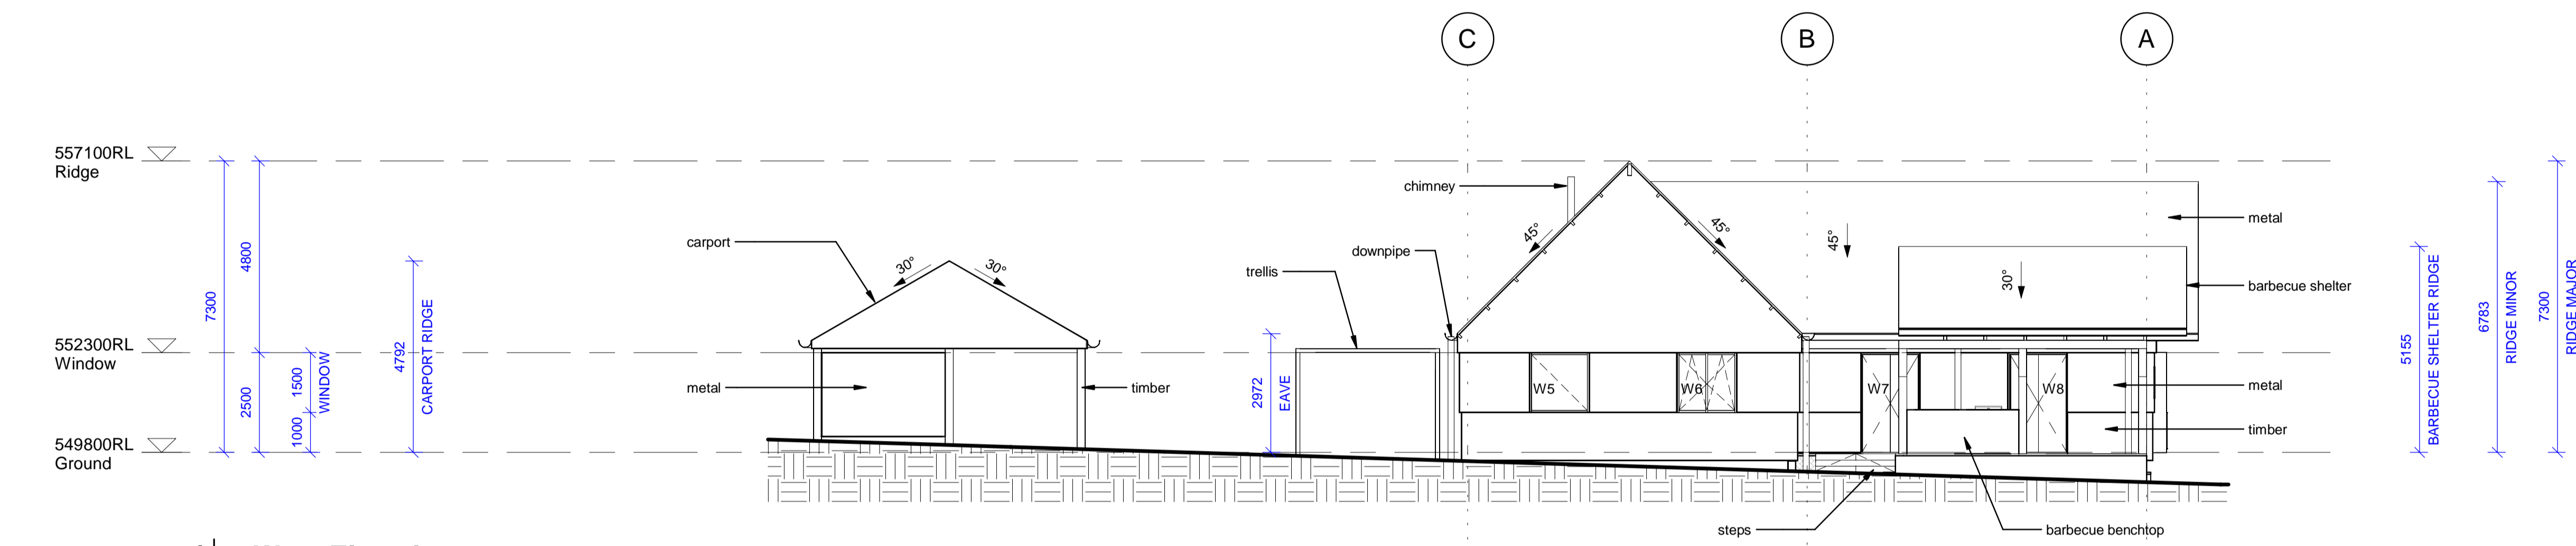 C
B
A
557100RL
Ridge
chimney
45°
45°
45°
metal
downpipe
carport
trellis
30°
30°
30°
barbecue shelter
4800
7300
4792
CARPORT RIDGE
552300RL
Window
1500
WINDOW
2500
1000
metal
timber
2972
EAVE
W5
W6
W7
W8
metal
timber
549800RL
Ground
steps
barbecue benchtop
5155
BARBECUE SHELTER RIDGE
6783
RIDGE MINOR
7300
RIDGE MAJOR